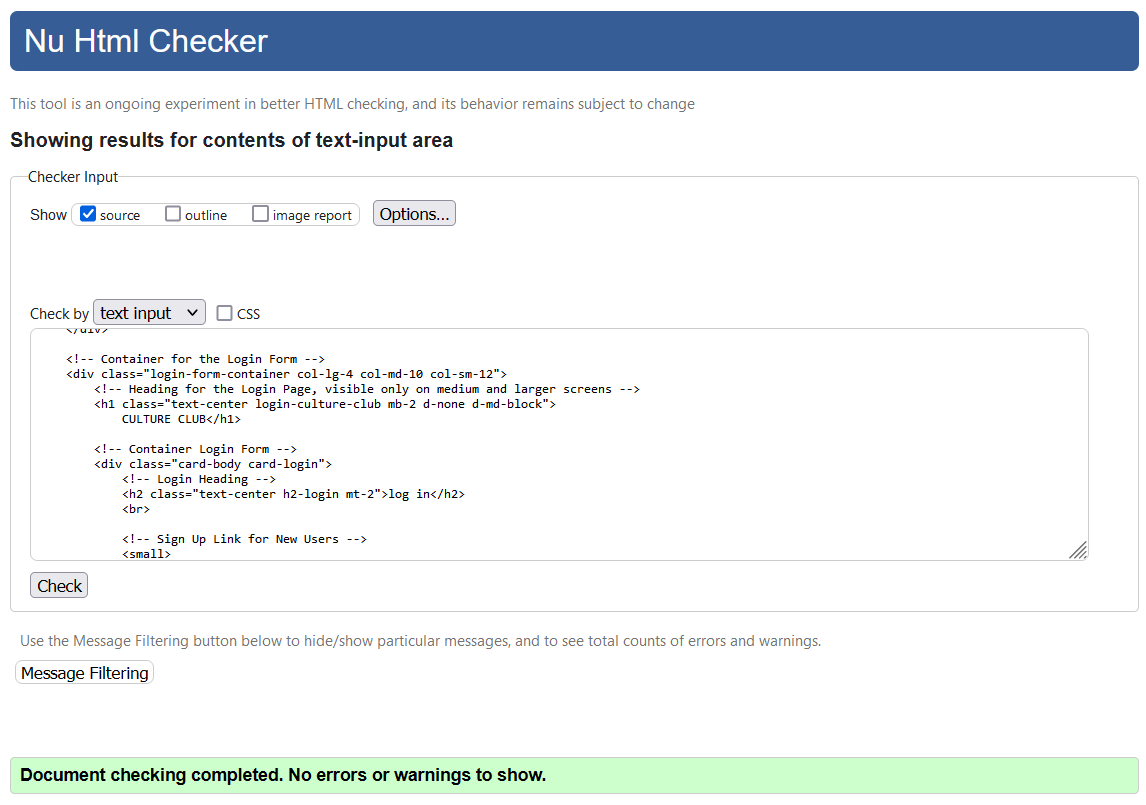 Nu Html Checker
This tool is an ongoing experiment in better HTML checking, and its behavior remains subject to change
Showing results for contents of text-input area
Checker Input
Show source outline image report Options...
Check by text input CSS
</div>
<!-- Container for the Login Form -->
<div class="login-form-container col-lg-4 col-md-10 col-sm-12">
<!-- Heading for the Login Page, visible only on medium and larger screens -->
<h1 class="text-center login-culture-club mb-2 d-none d-md-block">
CULTURE CLUB</h1>
<!-- Container Login Form -->
<div class="card-body card-login">
<!-- Login Heading -->
<h2 class="text-center h2-login mt-2">log in</h2>
<br>
<!-- Sign Up Link for New Users -->
<small>
Check
Use the Message Filtering button below to hide/show particular messages, and to see total counts of errors and warnings.
Message Filtering
Document checking completed. No errors or warnings to show.